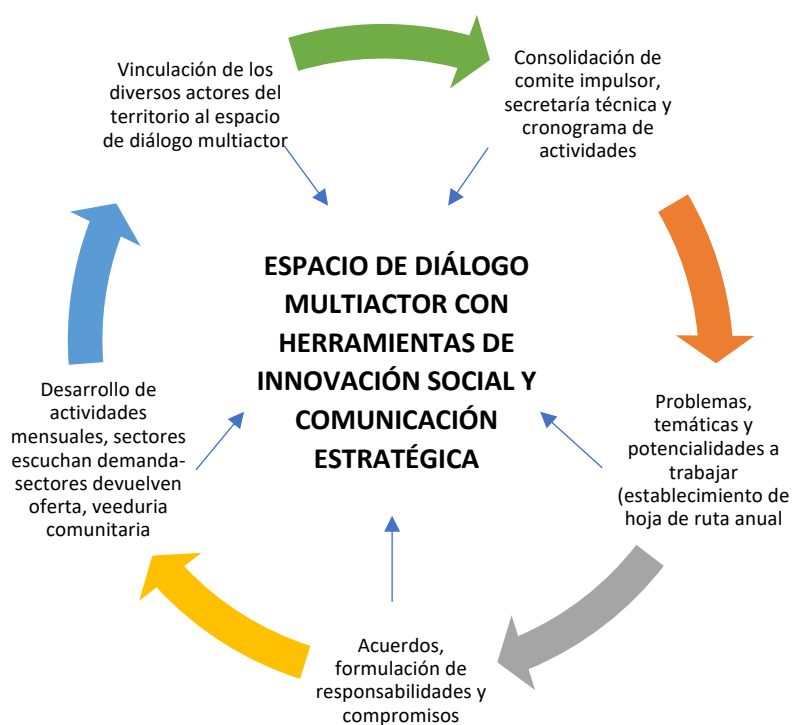 Vinculación de los
diversos actores del
territorio al espacio
de diálogo multiactor
Consolidación de
comite impulsor,
secretaría técnica y
cronograma de
actividades
ESPACIO DE DIÁLOGO
MULTIACTOR CON
HERRAMIENTAS DE
INNOVACIÓN SOCIAL Y
COMUNICACIÓN
ESTRATÉGICA
Problemas,
temáticas y
potencialidades a
trabajar
(establecimiento de
hoja de ruta anual
Acuerdos,
formulación de
responsabilidades y
compromisos
Desarrollo de
actividades
mensuales, sectores
escuchan demanda-
sectores devuelven
oferta, veeduria
comunitaria